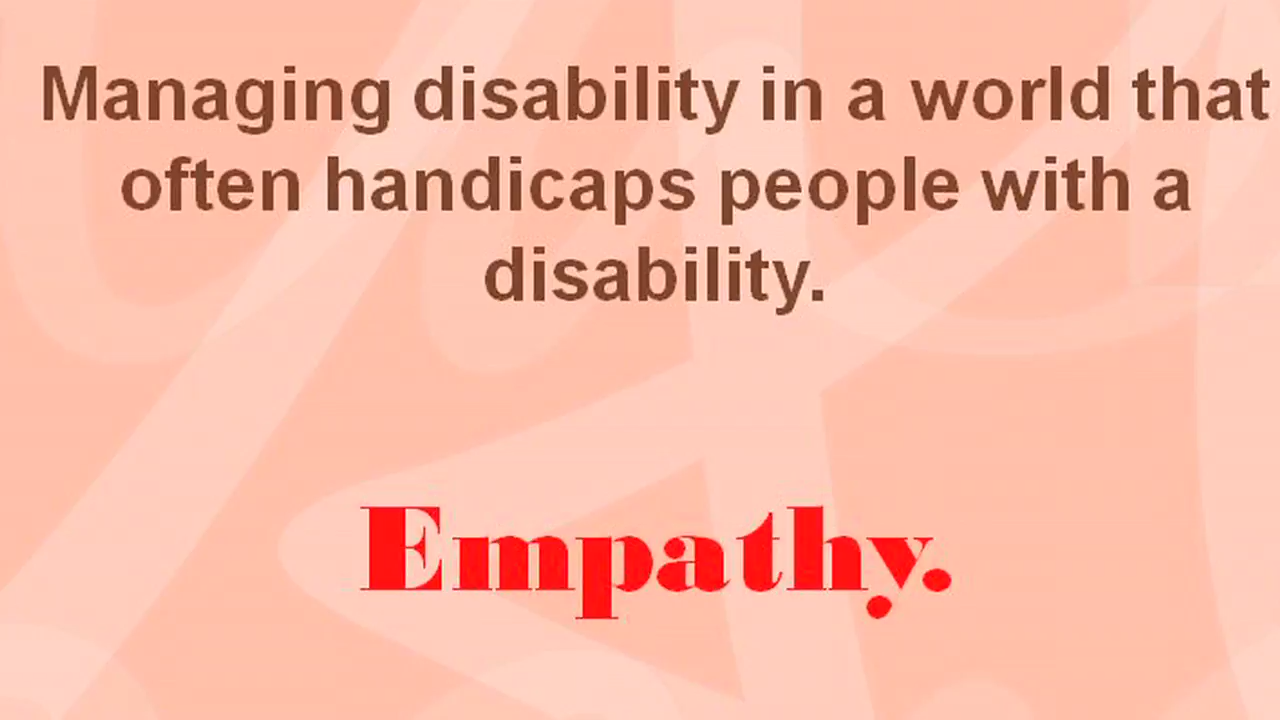 Managing disability in a world that
often handicaps people with a
disability.
Empathy.